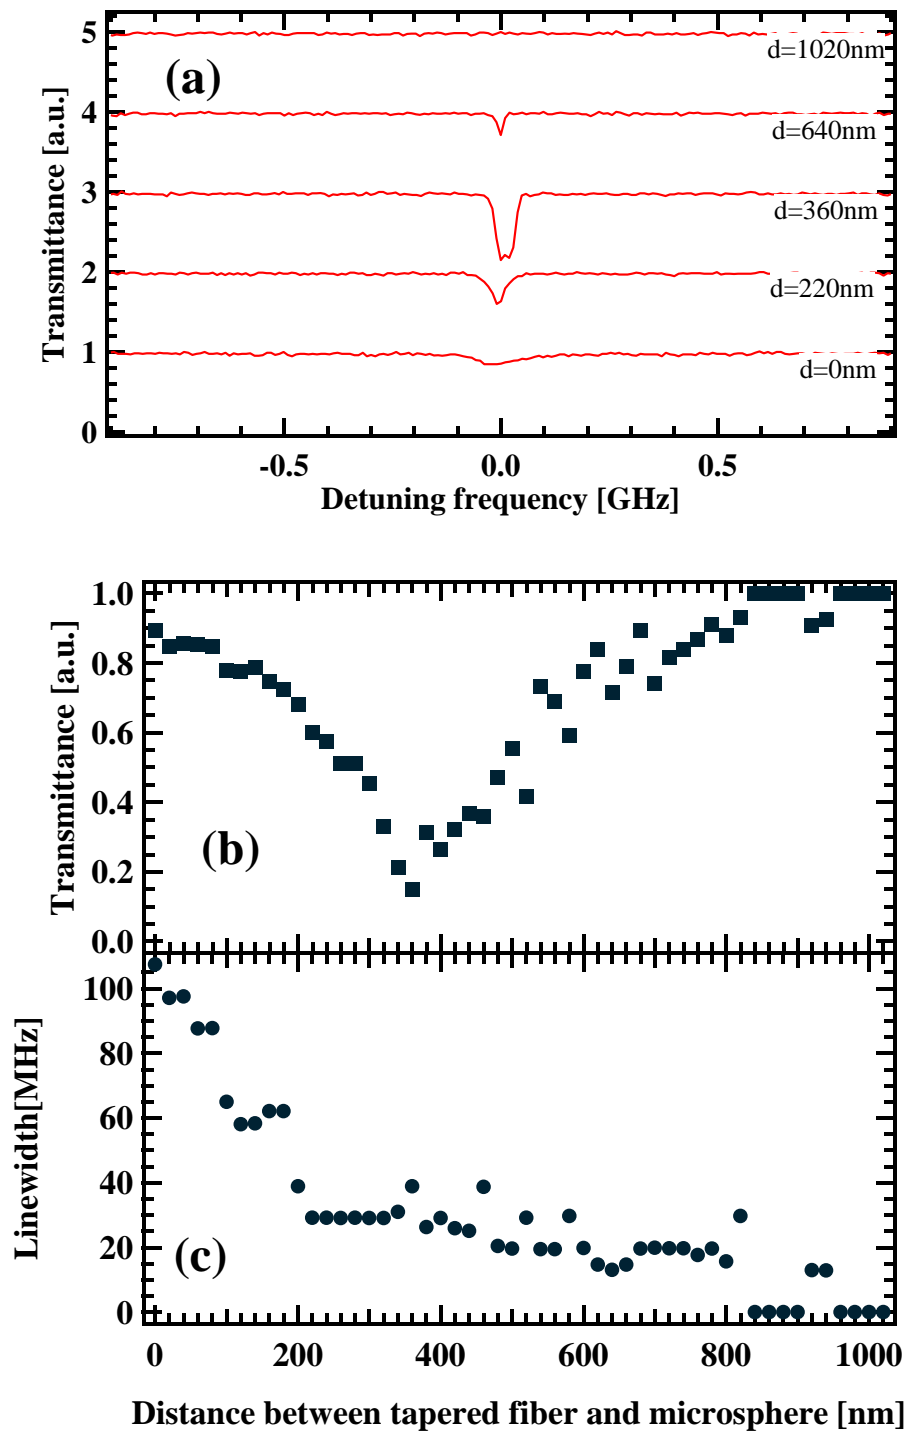 5
4
3
2
1
0
Transmittance [a.u.]
(a)
d=1020nm
d=640nm
d=360nm
d=220nm
d=0nm
-0.5 0.0 0.5
Detuning frequency [GHz]
1.0
0.8
0.6
0.4
0.2
0.0
Transmittance [a.u.]
(b)
100
80
60
40
20
0
Linewidth[MHz]
(c)
0 200 400 600 800 1000
Distance between tapered fiber and microsphere [nm]